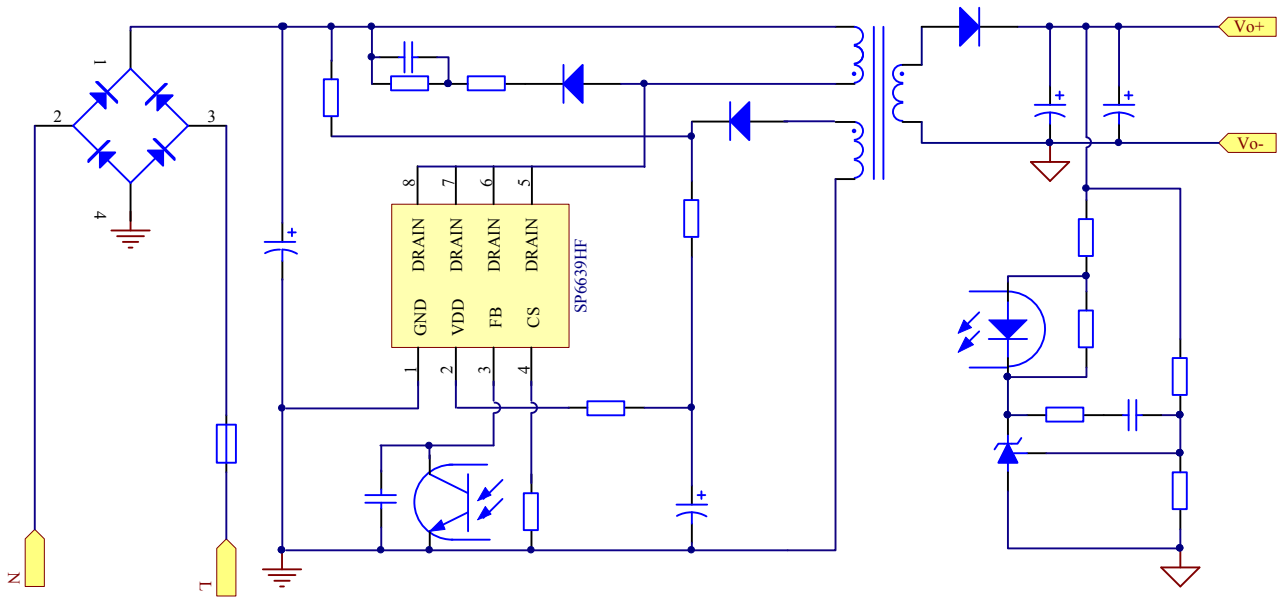 Vo+
Vo-
1
2
3
4
+
+
+
+
8
7
6
5
DRAIN
DRAIN
DRAIN
DRAIN
SP6639HF
GND
VDD
FB
CS
1
2
3
4
N
L